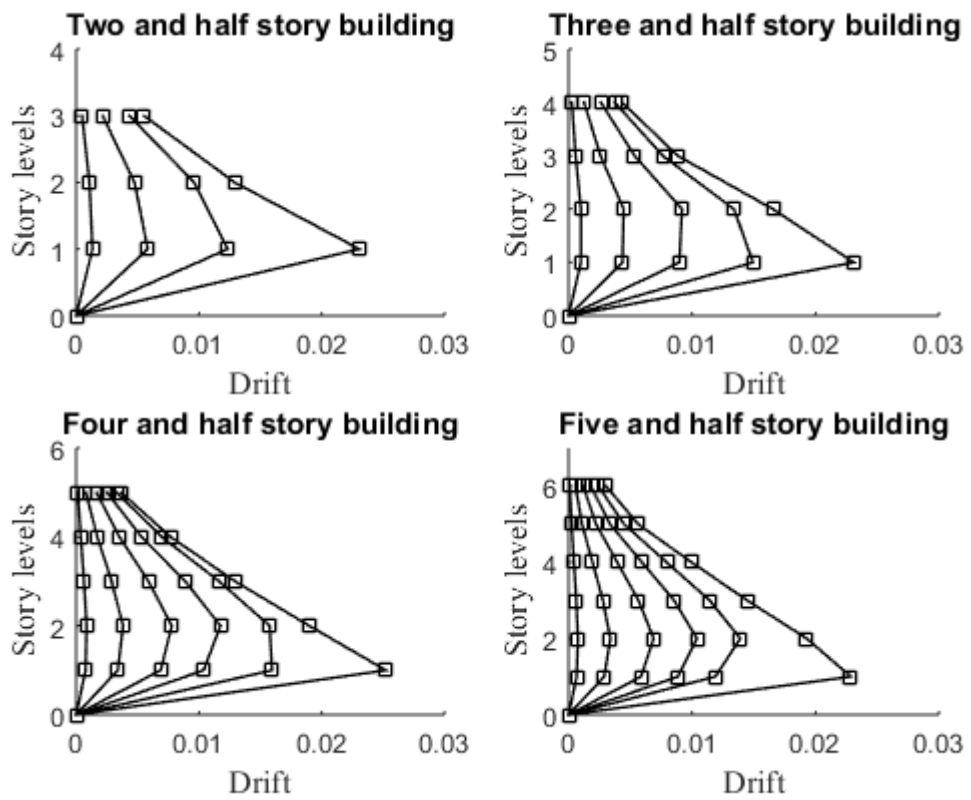 Two and half story building
4
3
2
1
0
Story levels
0
0.01
0.02
0.03
Drift
Three and half story building
5
4
3
2
1
0
Story levels
0
0.01
0.02
0.03
Drift
Four and half story building
6
4
2
0
Story levels
0
0.01
0.02
0.03
Drift
Five and half story building
6
4
2
0
Story levels
0
0.01
0.02
0.03
Drift